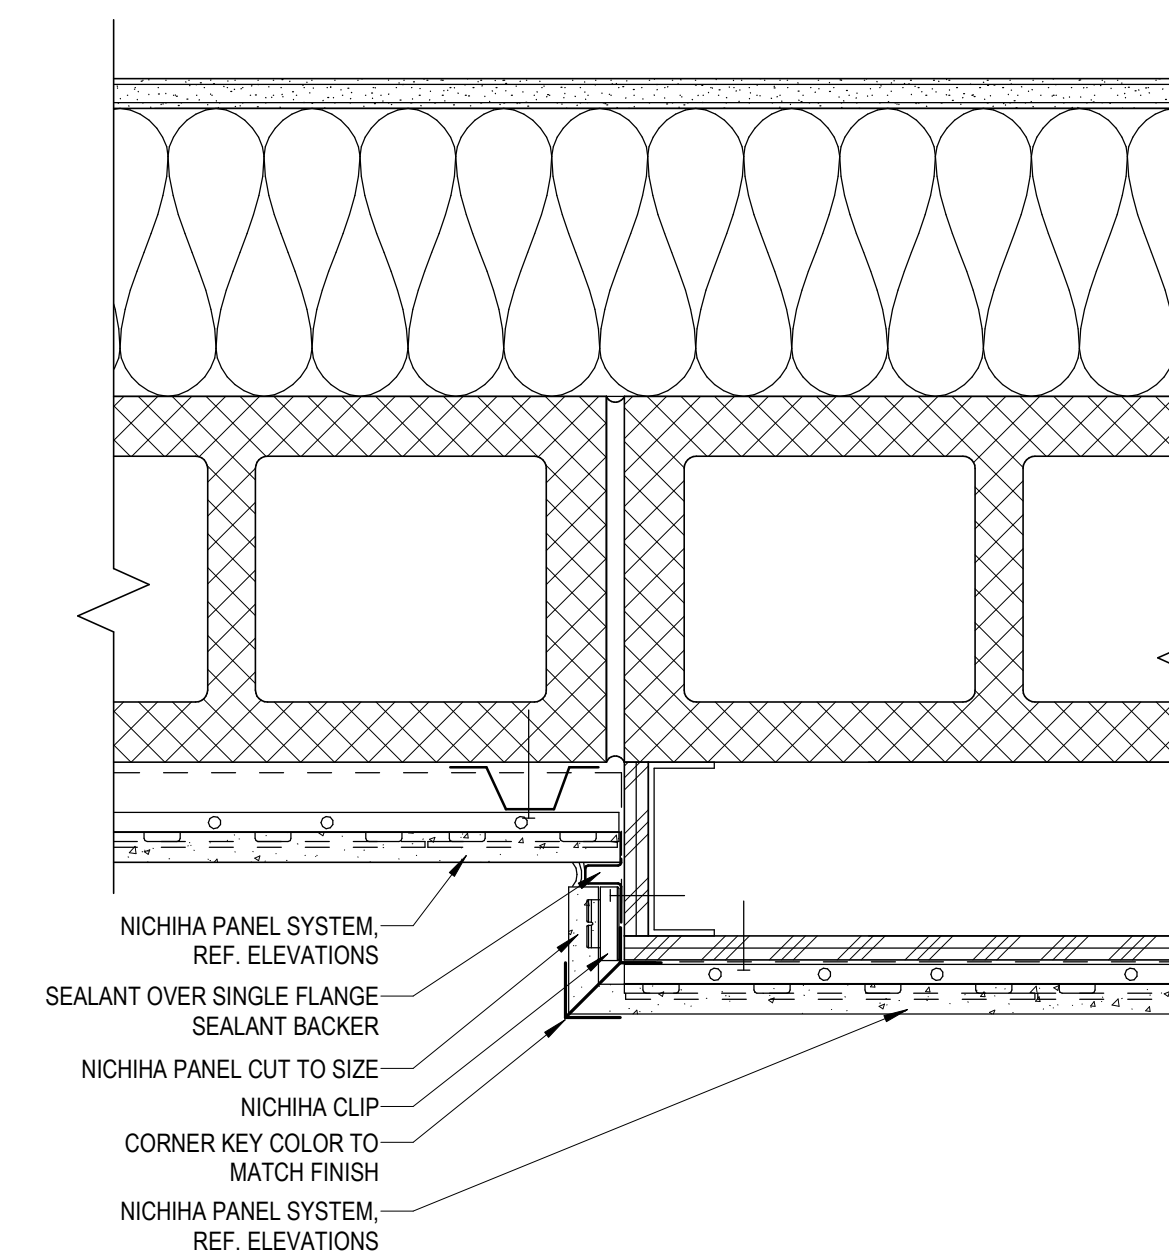 NICHIHA PANEL SYSTEM,
REF. ELEVATIONS
SEALANT OVER SINGLE FLANGE
SEALANT BACKER
NICHIHA PANEL CUT TO SIZE
NICHIHA CLIP
CORNER KEY COLOR TO
MATCH FINISH
NICHIHA PANEL SYSTEM,
REF. ELEVATIONS